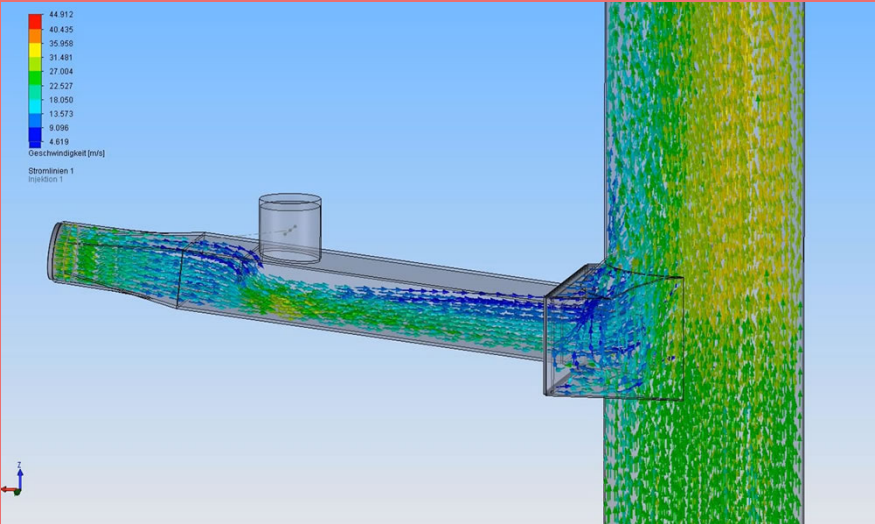 44.912
40.435
35.958
31.481
27.004
22.527
18.050
13.573
9.096
4.619
Geschwindigkeit [m/s]
Stromlinien 1
Injektion 1
Z